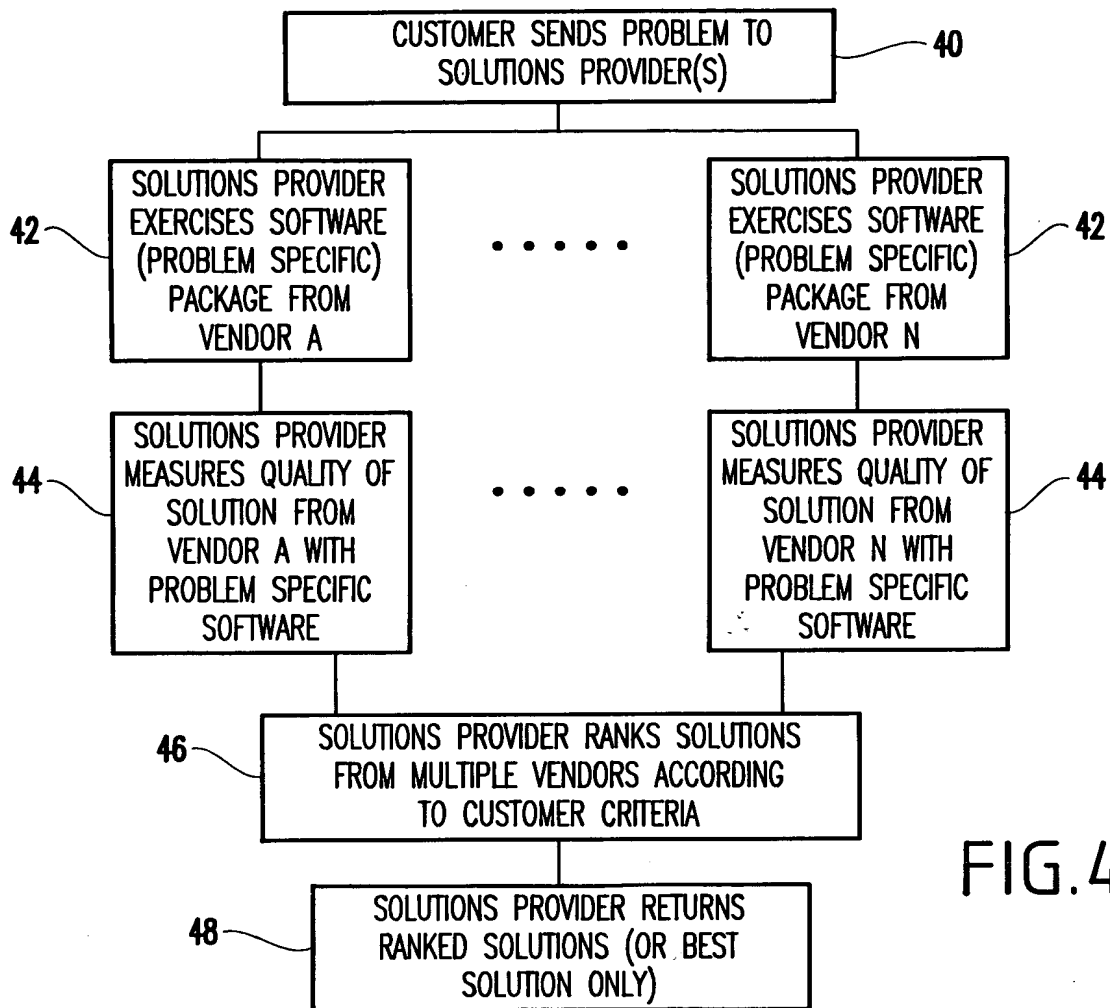 CUSTOMER SENDS PROBLEM TO
SOLUTIONS PROVIDER(S)
40
SOLUTIONS PROVIDER
EXERCISES SOFTWARE
(PROBLEM SPECIFIC)
PACKAGE FROM
VENDOR A
42
SOLUTIONS PROVIDER
EXERCISES SOFTWARE
(PROBLEM SPECIFIC)
PACKAGE FROM
VENDOR N
42
SOLUTIONS PROVIDER
MEASURES QUALITY OF
SOLUTION FROM
VENDOR A WITH
PROBLEM SPECIFIC
SOFTWARE
44
SOLUTIONS PROVIDER
MEASURES QUALITY OF
SOLUTION FROM
VENDOR N WITH
PROBLEM SPECIFIC
SOFTWARE
44
46
SOLUTIONS PROVIDER RANKS SOLUTIONS
FROM MULTIPLE VENDORS ACCORDING
TO CUSTOMER CRITERIA
48
SOLUTIONS PROVIDER RETURNS
RANKED SOLUTIONS (OR BEST
SOLUTION ONLY)
FIG.4